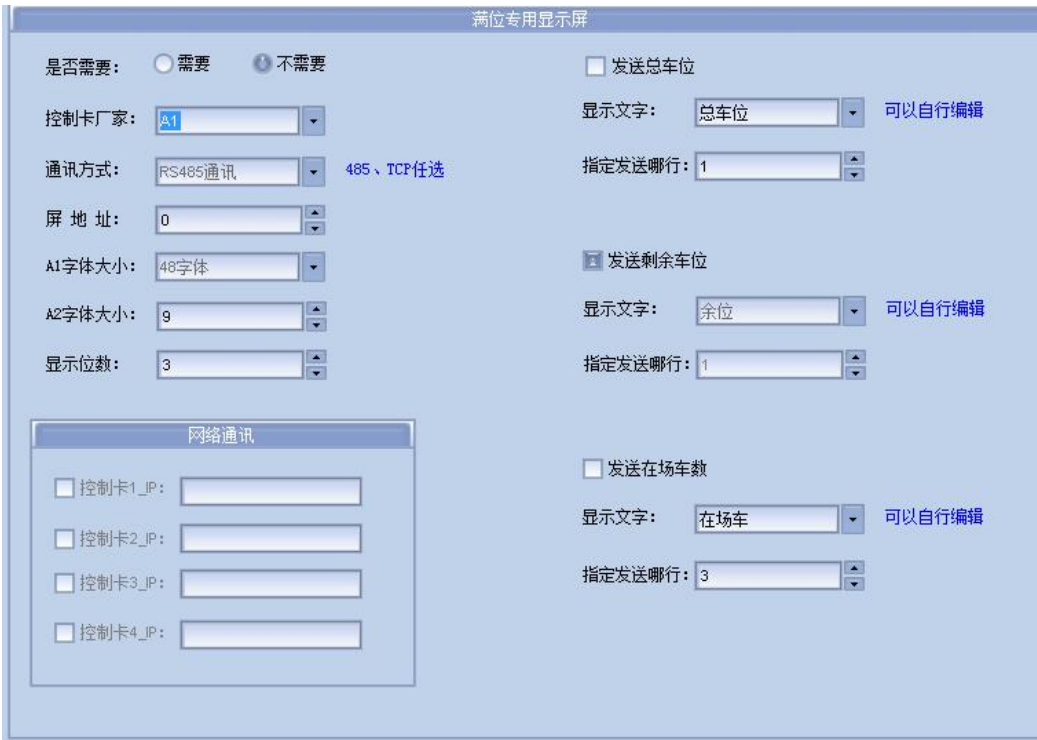 满位专用显示屏
是否需要： 需要 不需要
控制卡厂家： A1
通讯方式： RS485通讯 485、TCP任选
屏 地 址： 0
A1字体大小： 48字体
A2字体大小： 9
显示位数： 3
网络通讯
控制卡1_IP：
控制卡2_IP：
控制卡3_IP：
控制卡4_IP：
发送总车位
显示文字： 总车位 可以自行编辑
指定发送哪行： 1
发送剩余车位
显示文字： 余位 可以自行编辑
指定发送哪行： 1
发送在场车数
显示文字： 在场车 可以自行编辑
指定发送哪行： 3